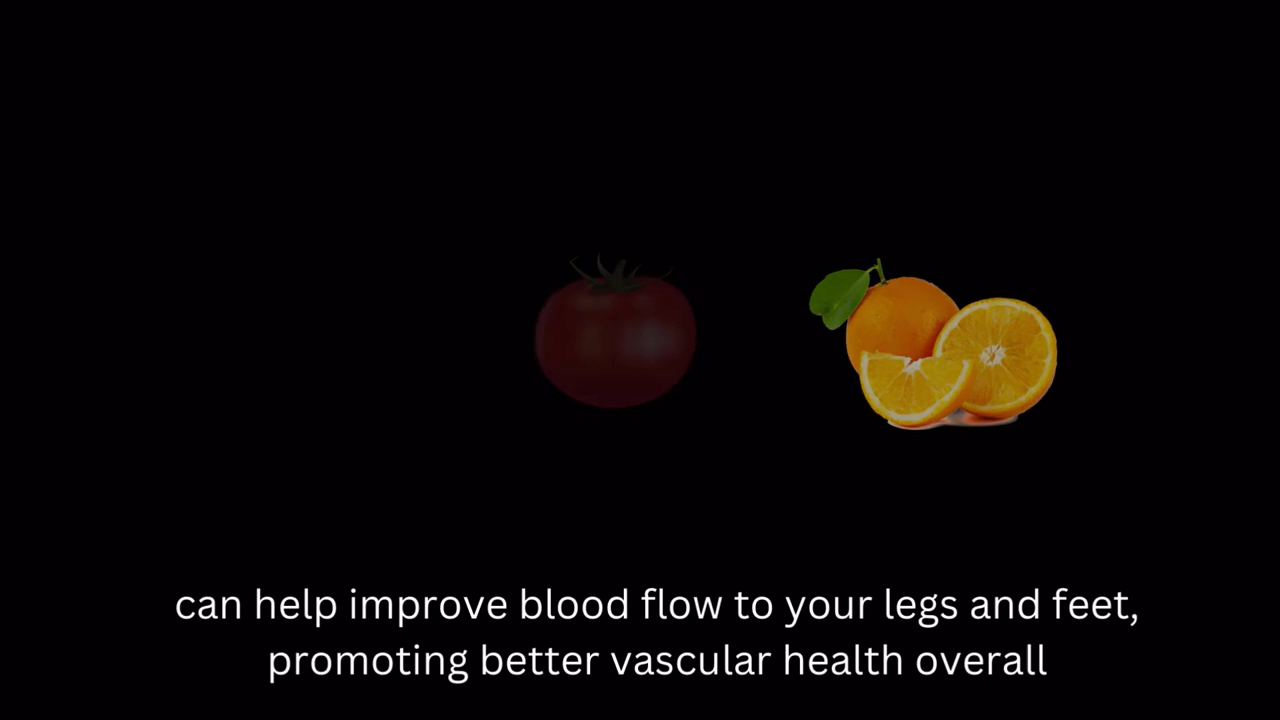 can help improve blood flow to your legs and feet,
promoting better vascular health overall